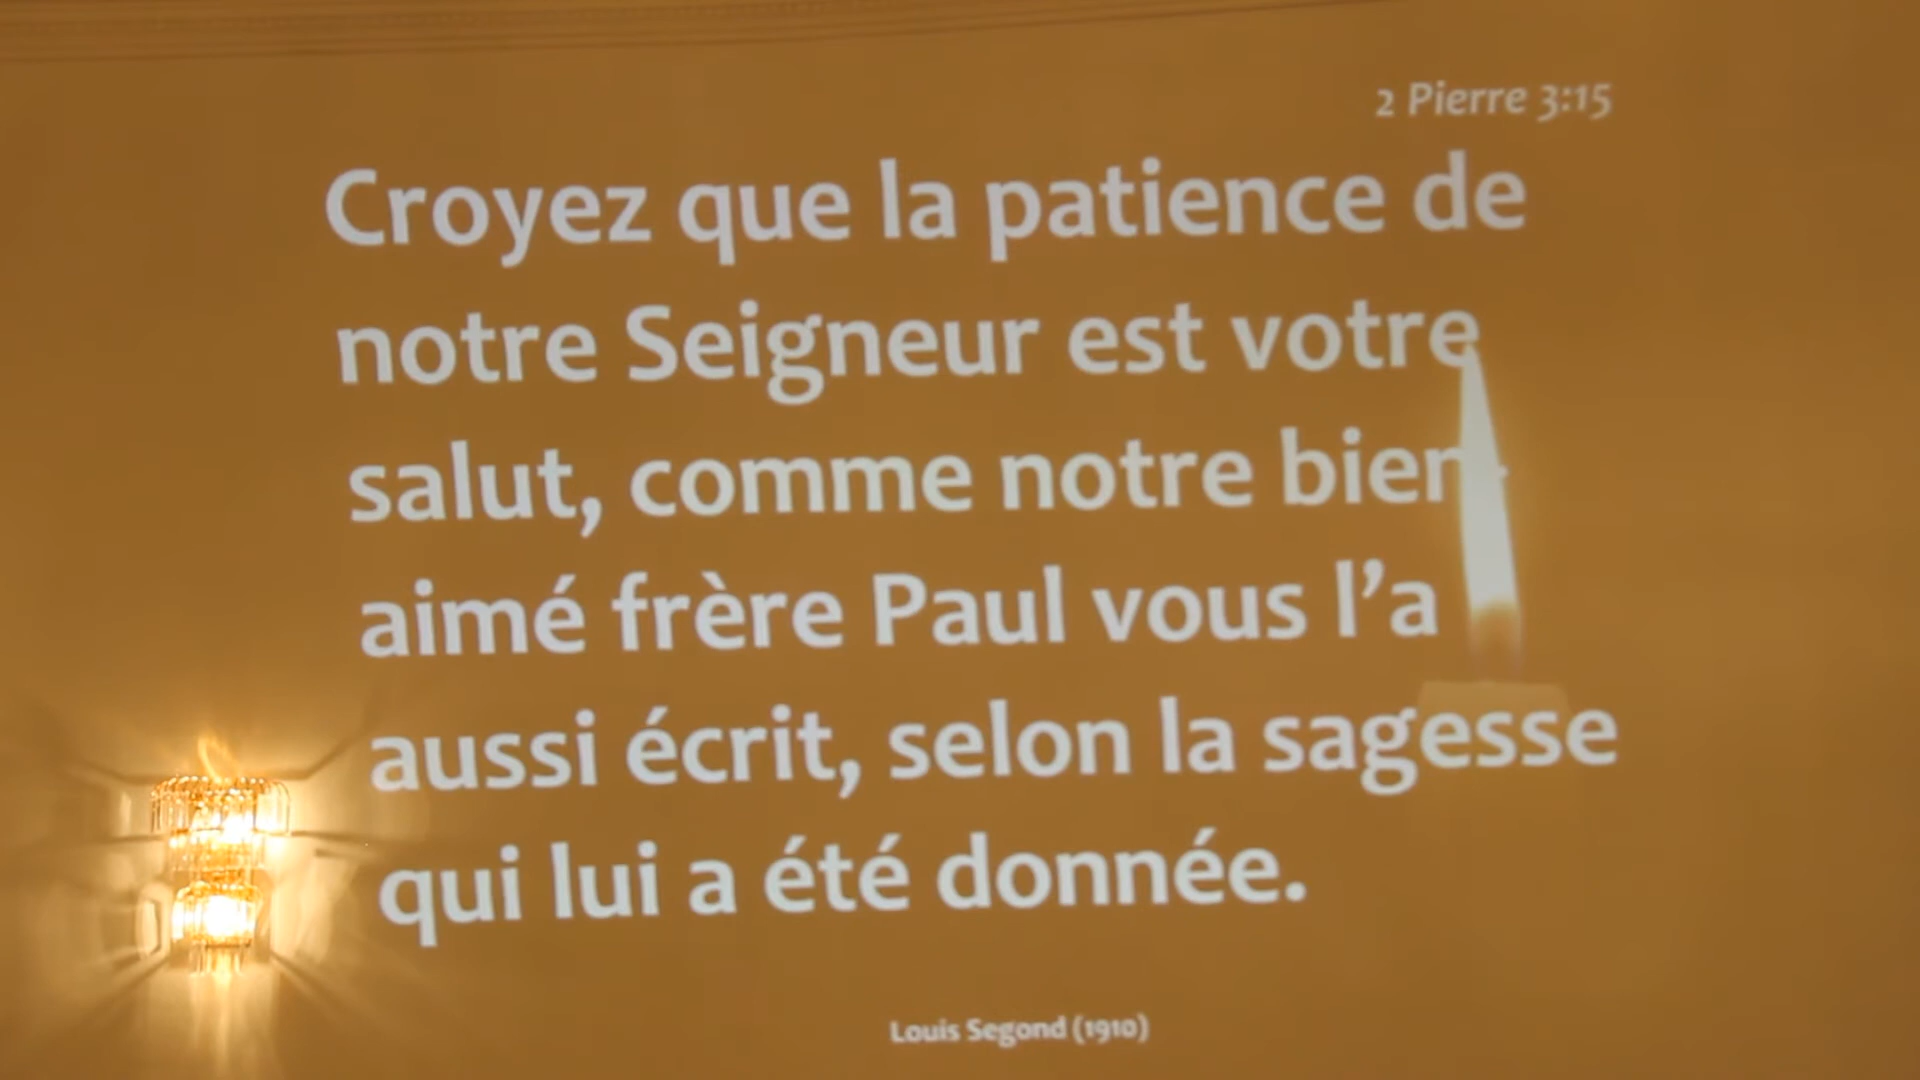 2 Pierre 3:15
Croyez que la patience de
notre Seigneur est votre
salut, comme notre bien-
aimé frère Paul vous l’a
aussi écrit, selon la sagesse
qui lui a été donnée.
Louis Segond (1910)